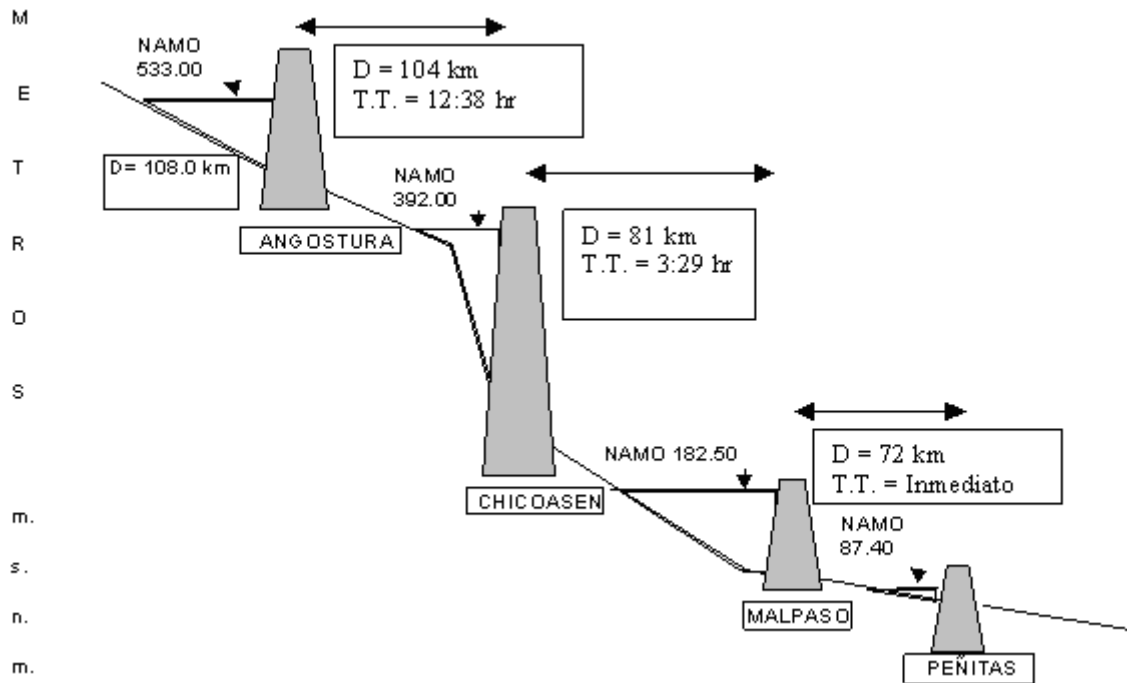 M
E
T
R
O
S
m.
s.
n.
m.
NAMO
533.00
D = 104 km
T.T. = 12:38 hr
D= 108.0 km
ANGOSTURA
NAMO
392.00
D = 81 km
T.T. = 3:29 hr
CHICOASEN
NAMO 182.50
D = 72 km
T.T. = Inmediato
NAMO
87.40
MALPASO
PEÑITAS